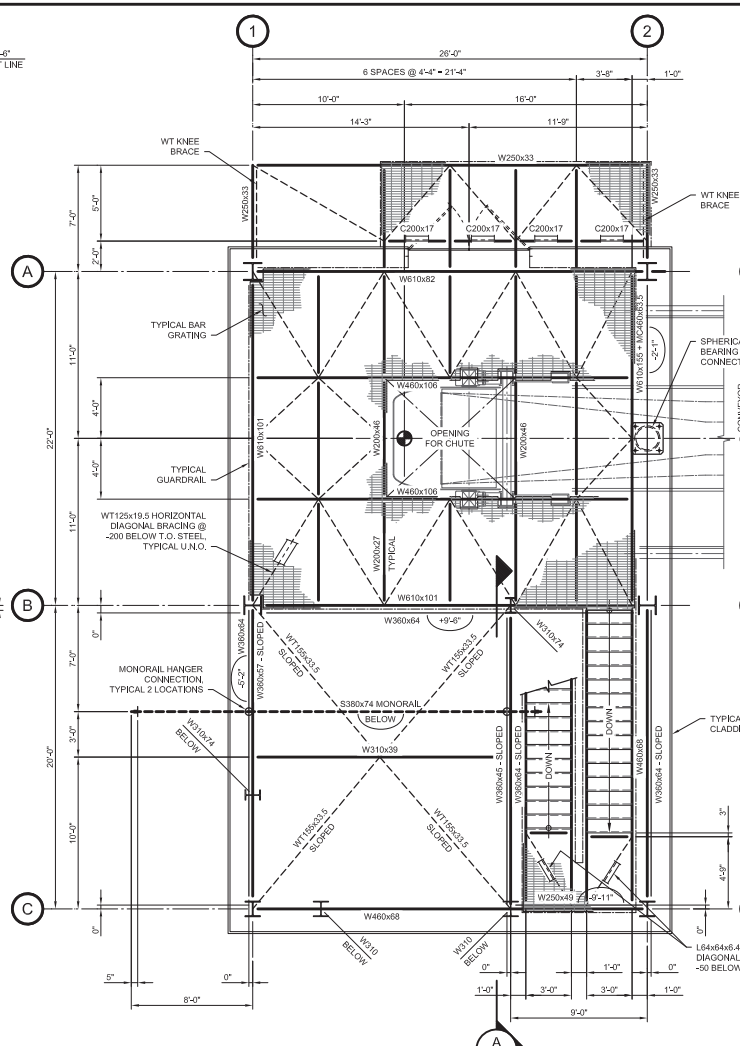 1
2
-6"
T LINE
26'-0"
6 SPACES @ 4'-4" = 21'-4"
3'-8"
1'-0"
10'-0"
16'-0"
14'-3"
11'-9"
WT KNEE
BRACE
W250x33
W250x33
W250x33
WT KNEE
BRACE
7'-0"
5'-0"
2'-0"
C200x17
C200x17
C200x17
C200x17
A
W610x82
TYPICAL BAR
GRATING
W610x155 + MC460x63.5
-2'-1"
SPHERICA
BEARING
CONNECT
CONVEYOR
11'-0"
4'-0"
22'-0"
4'-0"
11'-0"
W460x106
W610x101
W200x46
OPENING
FOR CHUTE
W200x46
W460x106
TYPICAL
GUARDRAIL
WT125x19.5 HORIZONTAL
DIAGONAL BRACING @
-200 BELOW T.O. STEEL,
TYPICAL U.N.O.
W200x27
TYPICAL
B
W610x101
W360x64
+9'-6"
W310x74
0"
7'-0"
W360x64
W360x57 - SLOPED
-5'-2"
WT155x33.5
SLOPED
WT155x33.5
SLOPED
MONORAIL HANGER
CONNECTION,
TYPICAL 2 LOCATIONS
S380x74 MONORAIL
BELOW
W310x74
BELOW
20'-0"
3'-0"
10'-0"
W310x39
W360x45 - SLOPED
W360x64 - SLOPED
DOWN
DOWN
W460x68
W360x64 - SLOPED
TYPICA
CLADDI
WT155x33.5
SLOPED
WT155x33.5
SLOPED
3"
4'-9"
0"
C
W460x68
W250x49
-9'-11"
0"
W310
BELOW
W310
BELOW
L64x64x6.4
DIAGONAL
-50 BELOW
5"
0"
8'-0"
0"
1'-0"
0"
1'-0"
3'-0"
3'-0"
1'-0"
9'-0"
A